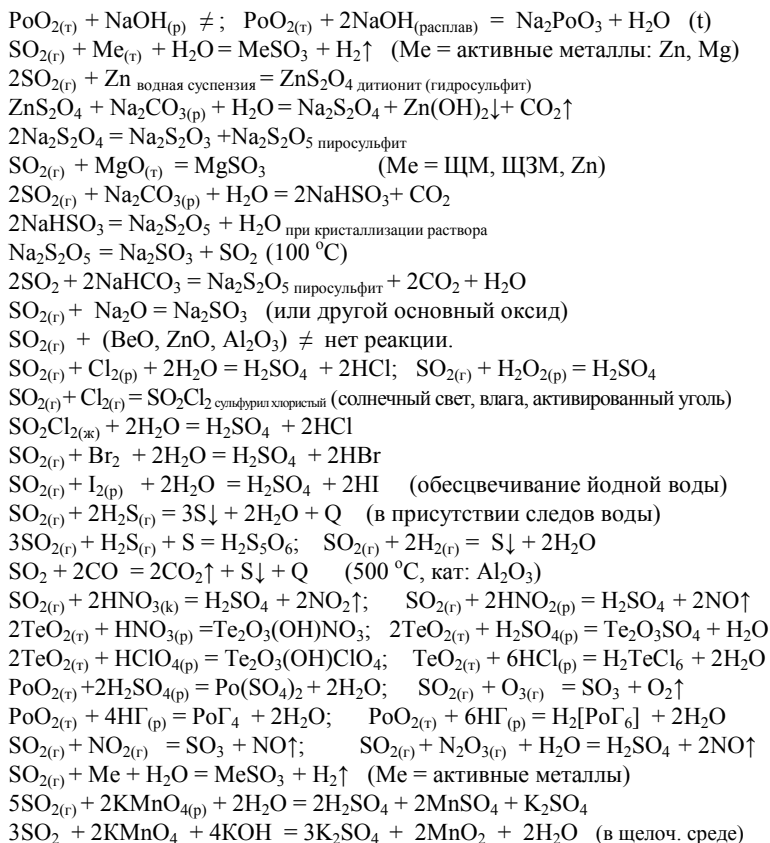 PoO₂₍т₎ + NaOH₍р₎ ≠ ; PoO₂₍т₎ + 2NaOH₍расплав₎ = Na₂PoO₃ + H₂O (t)
SO₂₍г₎ + Me₍т₎ + H₂O = MeSO₃ + H₂↑ (Me = активные металлы: Zn, Mg)
2SO₂₍г₎ + Zn водная суспензия = ZnS₂O₄ дитионит (гидросульфит)
ZnS₂O₄ + Na₂CO₃₍р₎ + H₂O = Na₂S₂O₄ + Zn(OH)₂↓+ CO₂↑
2Na₂S₂O₄ = Na₂S₂O₃ +Na₂S₂O₅ пиросульфит
SO₂₍г₎ + MgO₍т₎ = MgSO₃ (Me = ЩМ, ЩЗМ, Zn)
2SO₂₍г₎ + Na₂CO₃₍р₎ + H₂O = 2NaHSO₃+ CO₂
2NaHSO₃ = Na₂S₂O₅ + H₂O при кристаллизации раствора
Na₂S₂O₅ = Na₂SO₃ + SO₂ (100 °C)
2SO₂ + 2NaHCO₃ = Na₂S₂O₅ пиросульфит + 2CO₂ + H₂O
SO₂₍г₎ + Na₂O = Na₂SO₃ (или другой основный оксид)
SO₂₍г₎ + (BeO, ZnO, Al₂O₃) ≠ нет реакции.
SO₂₍г₎ + Cl₂₍р₎ + 2H₂O = H₂SO₄ + 2HCl; SO₂₍г₎ + H₂O₂₍р₎ = H₂SO₄
SO₂₍г₎ + Cl₂₍г₎ = SO₂Cl₂ сульфурил хлористый (солнечный свет, влага, активированный уголь)
SO₂Cl₂₍ж₎ + 2H₂O = H₂SO₄ + 2HCl
SO₂₍г₎ + Br₂ + 2H₂O = H₂SO₄ + 2HBr
SO₂₍г₎ + I₂₍р₎ + 2H₂O = H₂SO₄ + 2HI (обесцвечивание йодной воды)
SO₂₍г₎ + 2H₂S₍г₎ = 3S↓ + 2H₂O + Q (в присутствии следов воды)
3SO₂₍г₎ + H₂S₍г₎ + S = H₂S₅O₆; SO₂₍г₎ + 2H₂₍г₎ = S↓ + 2H₂O
SO₂ + 2CO = 2CO₂↑ + S↓ + Q (500 °C, кат: Al₂O₃)
SO₂₍г₎ + 2HNO₃₍k₎ = H₂SO₄ + 2NO₂↑; SO₂₍г₎ + 2HNO₂₍р₎ = H₂SO₄ + 2NO↑
2TeO₂₍т₎ + HNO₃₍р₎ =Te₂O₃(OH)NO₃; 2TeO₂₍т₎ + H₂SO₄₍р₎ = Te₂O₃SO₄ + H₂O
2TeO₂₍т₎ + HClO₄₍р₎ = Te₂O₃(OH)ClO₄; TeO₂₍т₎ + 6HCl₍р₎ = H₂TeCl₆ + 2H₂O
PoO₂₍т₎ +2H₂SO₄₍р₎ = Po(SO₄)₂ + 2H₂O; SO₂₍г₎ + O₃₍г₎ = SO₃ + O₂↑
PoO₂₍т₎ + 4HГ₍р₎ = PoГ₄ + 2H₂O; PoO₂₍т₎ + 6HГ₍р₎ = H₂[PoГ₆] + 2H₂O
SO₂₍г₎ + NO₂₍г₎ = SO₃ + NO↑; SO₂₍г₎ + N₂O₃₍г₎ + H₂O = H₂SO₄ + 2NO↑
SO₂₍г₎ + Me + H₂O = MeSO₃ + H₂↑ (Me = активные металлы)
5SO₂₍г₎ + 2KMnO₄₍р₎ + 2H₂O = 2H₂SO₄ + 2MnSO₄ + K₂SO₄
3SO₂ + 2KMnO₄ + 4KOH = 3K₂SO₄ + 2MnO₂ + 2H₂O (в щелоч. среде)